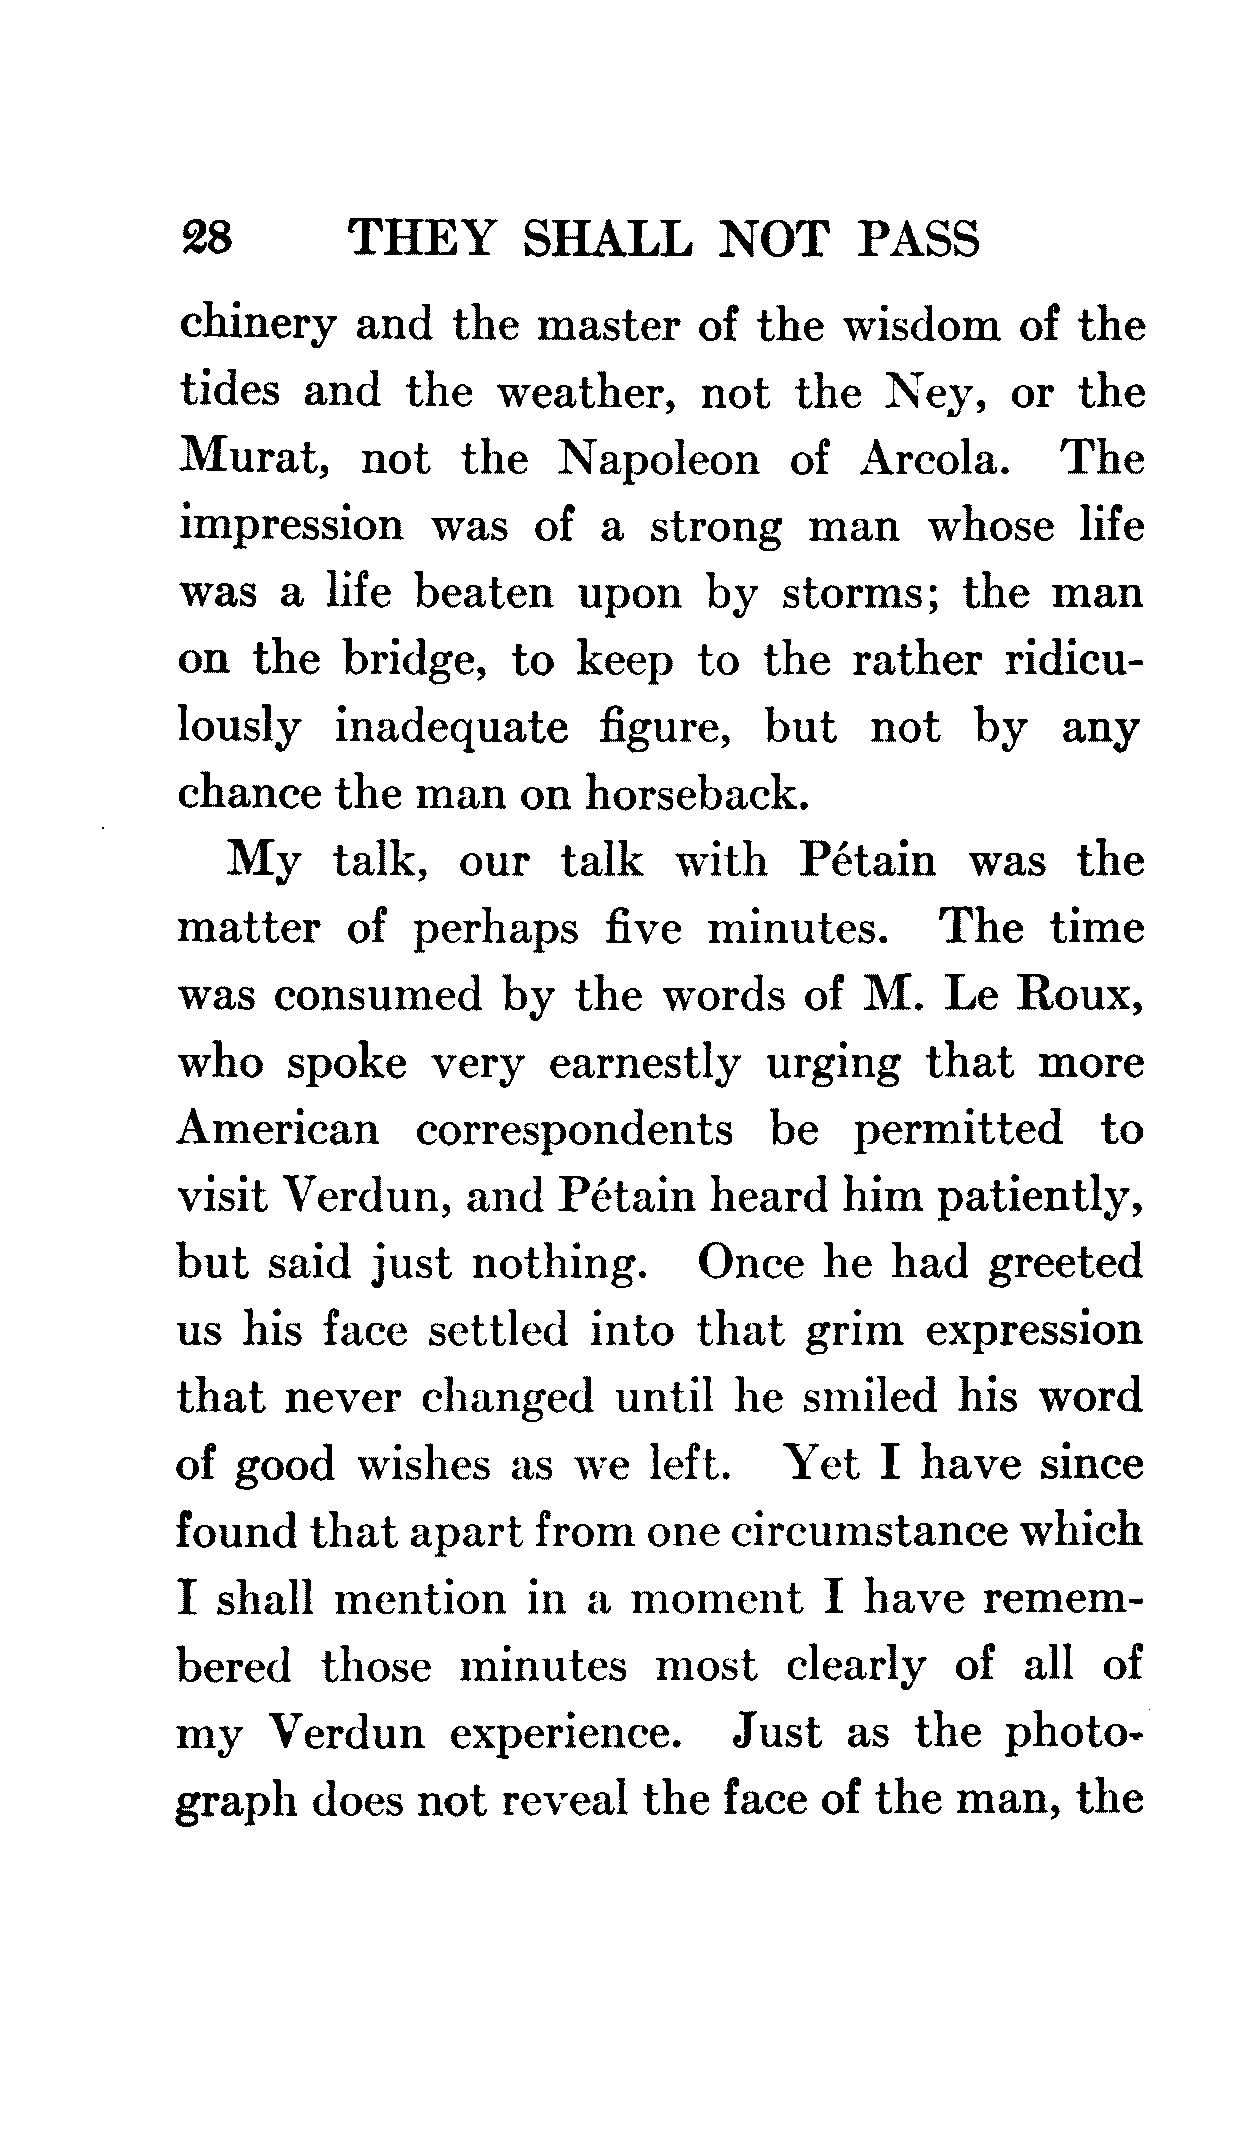 28 THEY SHALL NOT PASS
chinery and the master of the wisdom of the
tides and the weather, not the Ney, or the
Murat, not the Napoleon of Arcola. The
impression was of a strong man whose life
was a life beaten upon by storms; the man
on the bridge, to keep to the rather ridicu-
lously inadequate figure, but not by any
chance the man on horseback.
My talk, our talk with Pétain was the
matter of perhaps five minutes. The time
was consumed by the words of M. Le Roux,
who spoke very earnestly urging that more
American correspondents be permitted to
visit Verdun, and Pétain heard him patiently,
but said just nothing. Once he had greeted
us his face settled into that grim expression
that never changed until he smiled his word
of good wishes as we left. Yet I have since
found that apart from one circumstance which
I shall mention in a moment I have remem-
bered those minutes most clearly of all of
my Verdun experience. Just as the photo-
graph does not reveal the face of the man, the